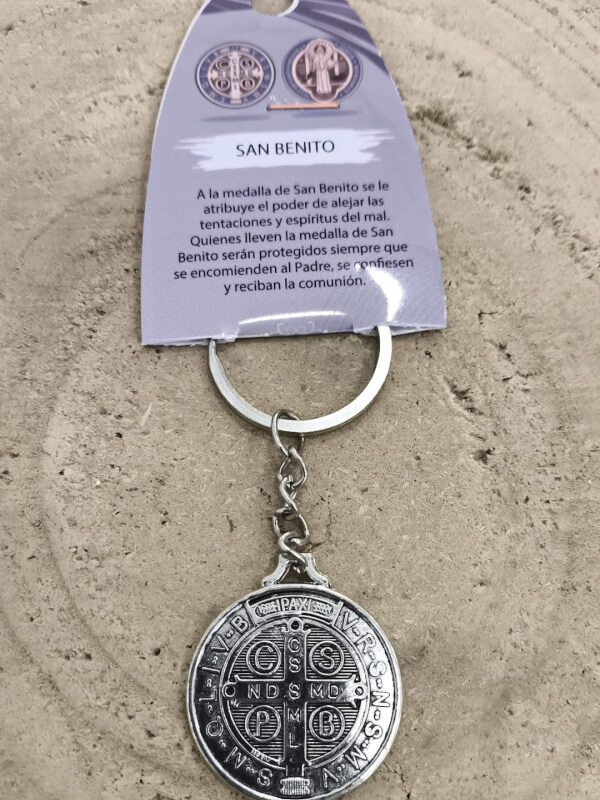 SAN BENITO
A la medalla de San Benito se le
atribuye el poder de alejar las
tentaciones y espíritus del mal.
Quienes lleven la medalla de San
Benito serán protegidos siempre que
se encomienden al Padre, se confiesen
y reciban la comunión.
PAX
V-R-S-N-S-M-V
S-M-Q-L-I-V-B
C S
C
S
N D S M D
M
L
P B